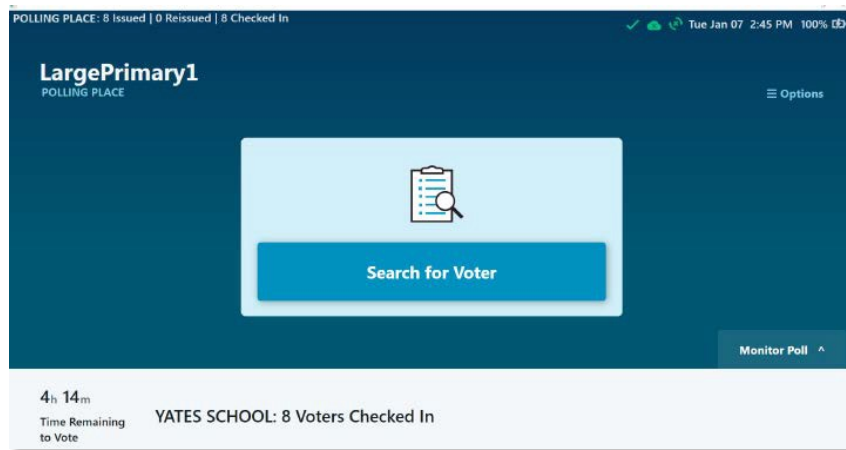 POLLING PLACE: 8 Issued | 0 Reissued | 8 Checked In
Tue Jan 07 2:45 PM 100%
LargePrimary1
POLLING PLACE
Options
Search for Voter
Monitor Poll ^
4h 14m
Time Remaining
to Vote
YATES SCHOOL: 8 Voters Checked In